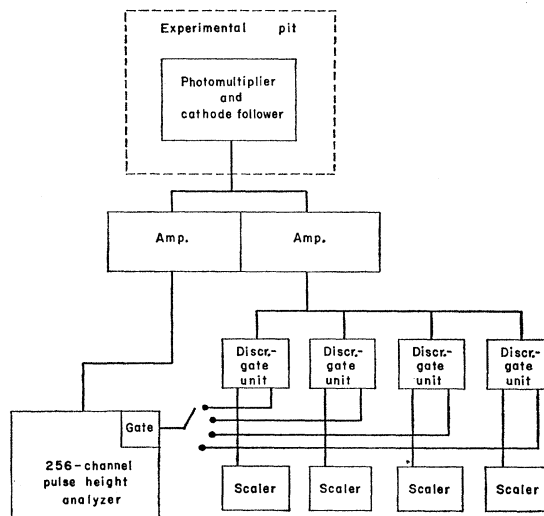 Experimental pit
Photomultiplier
and
cathode follower
Amp.
Amp.
Discr.-
gate
unit
Discr.-
gate
unit
Discr.-
gate
unit
Discr.-
gate
unit
Gate
256-channel
pulse height
analyzer
Scaler
Scaler
Scaler
Scaler